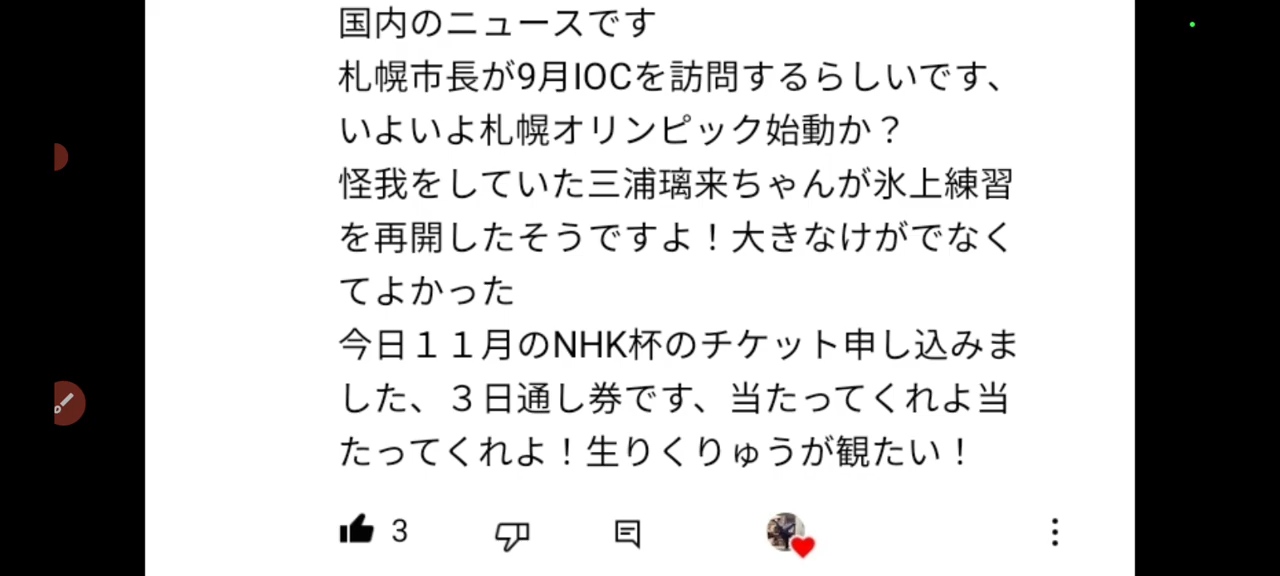 国内のニュースです
札幌市長が9月IOCを訪問するらしいです、
いよいよ札幌オリンピック始動か？
怪我をしていた三浦璃来ちゃんが氷上練習
を再開したそうですよ！大きなけがでなく
てよかった
今日１１月のNHK杯のチケット申し込みま
した、３日通し券です、当たってくれよ当
たってくれよ！生りくりゅうが観たい！
3